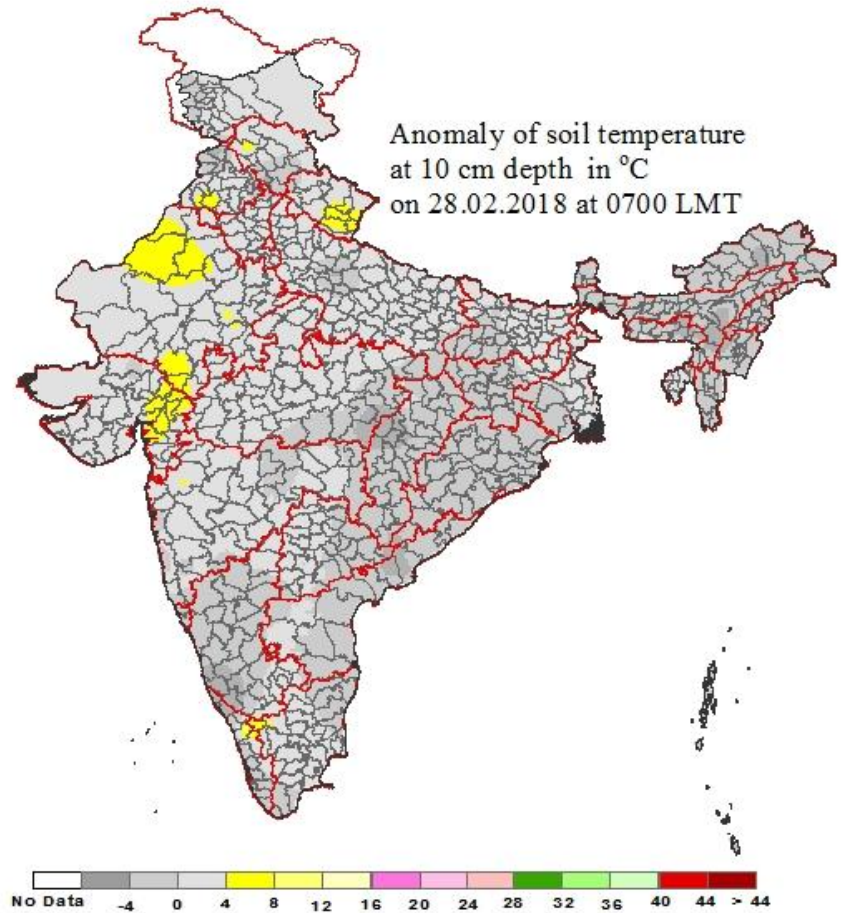 Anomaly of soil temperature
at 10 cm depth in °C
on 28.02.2018 at 0700 LMT
No Data -4 0 4 8 12 16 20 24 28 32 36 40 44 > 44